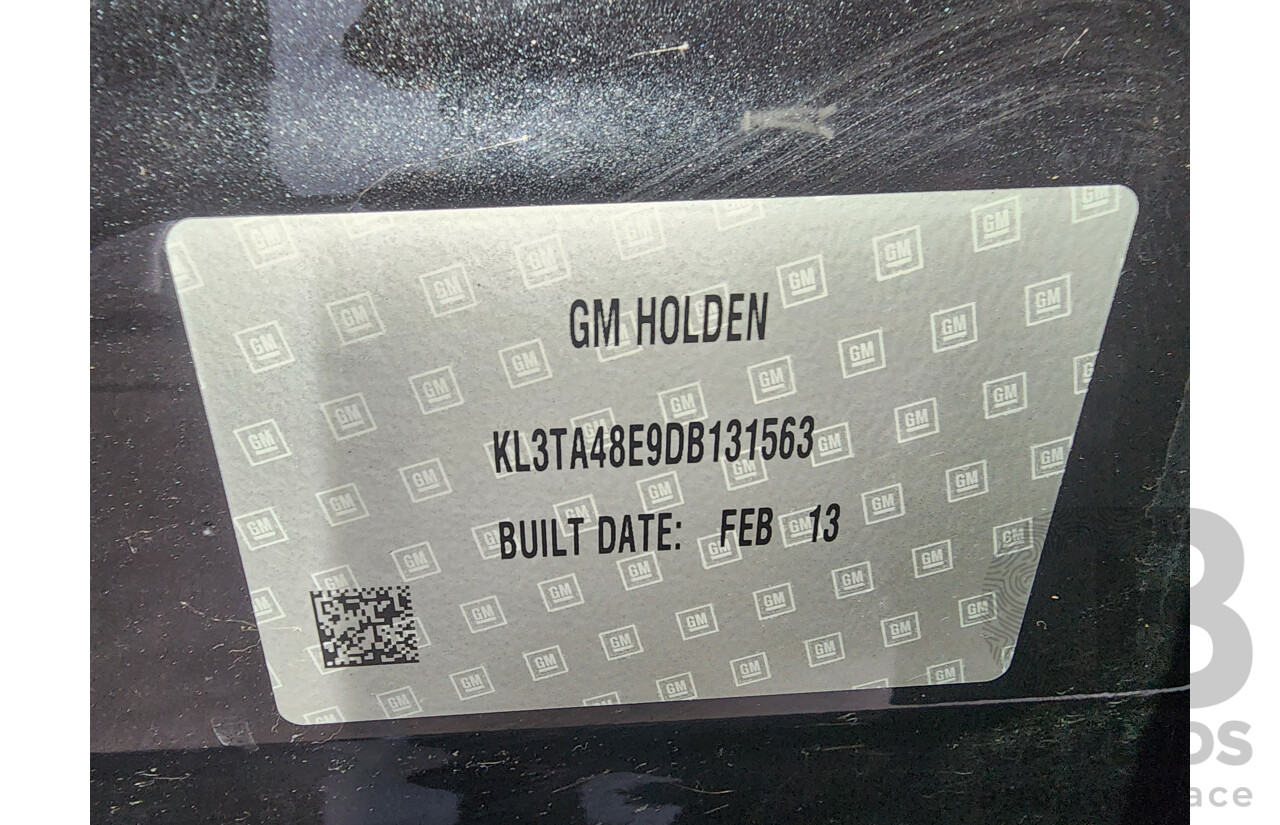 GM HOLDEN
KL3TA48E9DB131563
BUILT DATE: FEB 13